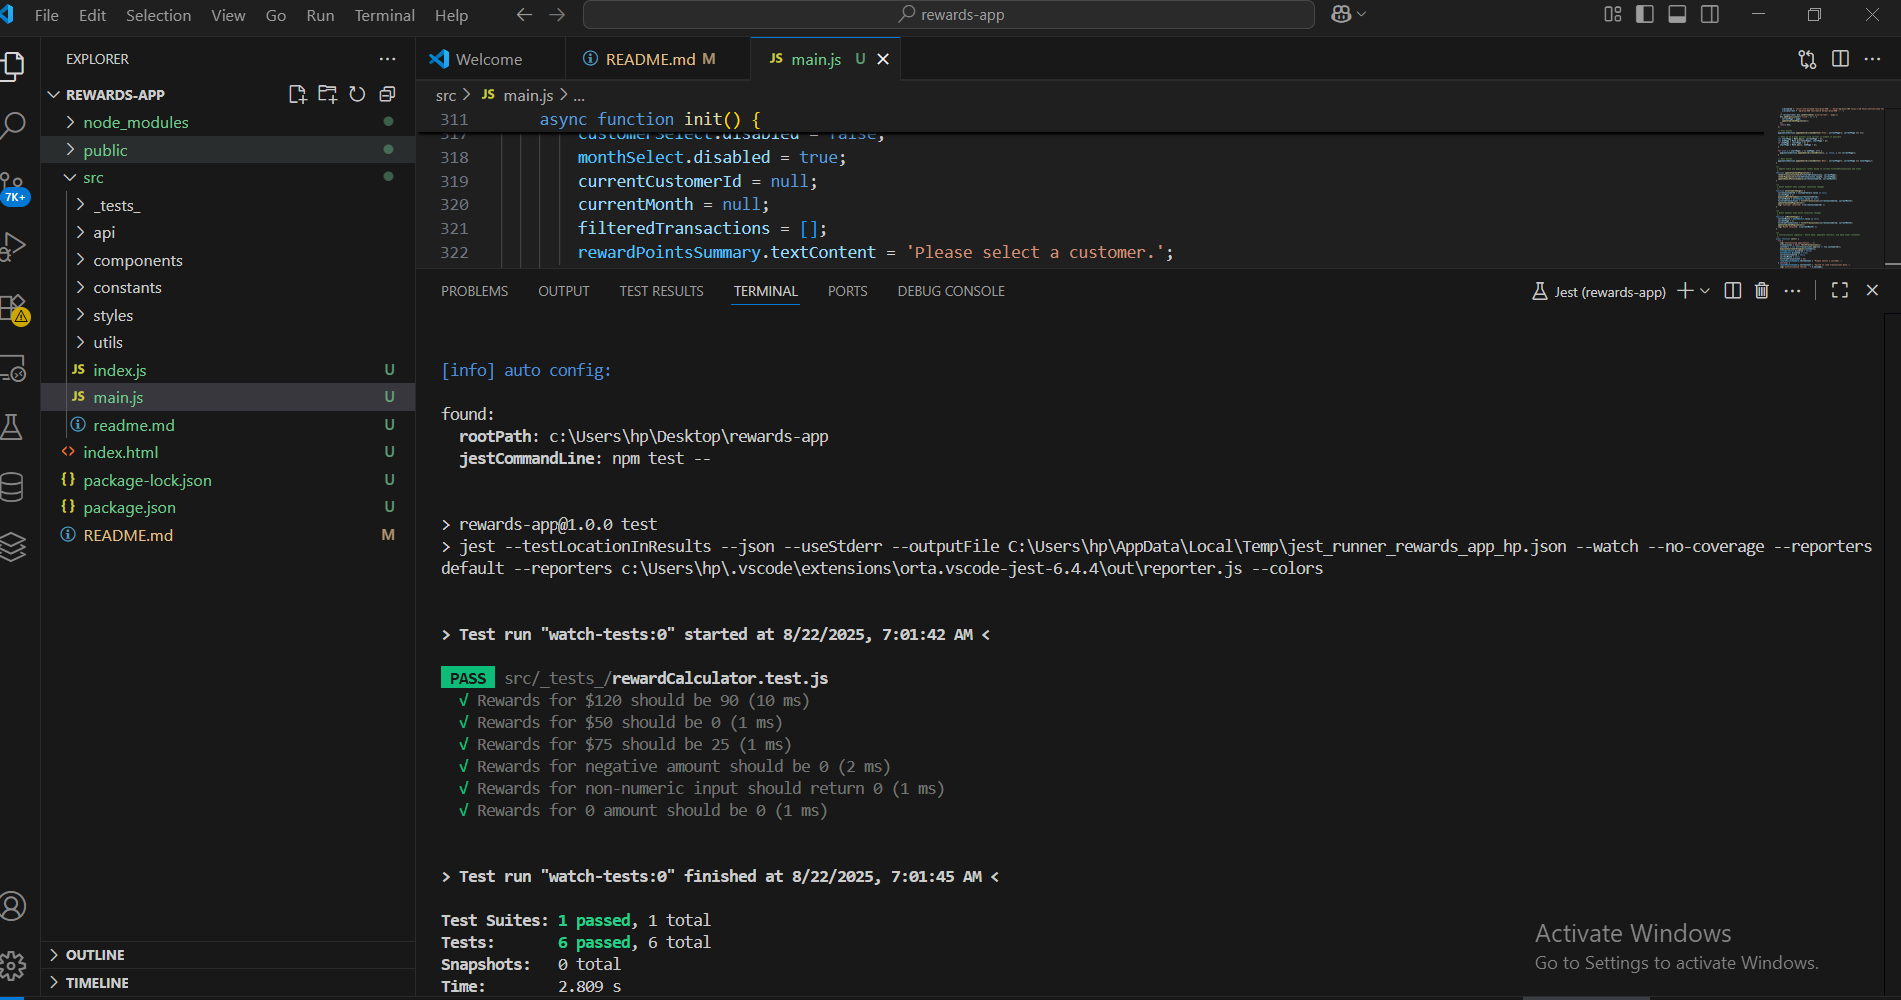 File Edit Selection View Go Run Terminal Help
rewards-app
EXPLORER
REWARDS-APP
node_modules
public
src
_tests_
api
components
constants
styles
utils
JS index.js U
JS main.js U
readme.md U
<> index.html U
{} package-lock.json U
{} package.json U
README.md M
OUTLINE
TIMELINE
7K+
Welcome
README.md M
JS main.js U
src > JS main.js > ...
311 async function init() {
317 customerSelect.disabled = false;
318 monthSelect.disabled = true;
319 currentCustomerId = null;
320 currentMonth = null;
321 filteredTransactions = [];
322 rewardPointsSummary.textContent = 'Please select a customer.';
PROBLEMS OUTPUT TEST RESULTS TERMINAL PORTS DEBUG CONSOLE
Jest (rewards-app)
[info] auto config:
found:
rootPath: c:\Users\hp\Desktop\rewards-app
jestCommandLine: npm test --
> rewards-app@1.0.0 test
> jest --testLocationInResults --json --useStderr --outputFile C:\Users\hp\AppData\Local\Temp\jest_runner_rewards_app_hp.json --watch --no-coverage --reporters
default --reporters c:\Users\hp\.vscode\extensions\orta.vscode-jest-6.4.4\out\reporter.js --colors
> Test run "watch-tests:0" started at 8/22/2025, 7:01:42 AM <
PASS src/_tests_/rewardCalculator.test.js
√ Rewards for $120 should be 90 (10 ms)
√ Rewards for $50 should be 0 (1 ms)
√ Rewards for $75 should be 25 (1 ms)
√ Rewards for negative amount should be 0 (2 ms)
√ Rewards for non-numeric input should return 0 (1 ms)
√ Rewards for 0 amount should be 0 (1 ms)
> Test run "watch-tests:0" finished at 8/22/2025, 7:01:45 AM <
Test Suites: 1 passed, 1 total
Tests: 6 passed, 6 total
Snapshots: 0 total
Time: 2.809 s
Activate Windows
Go to Settings to activate Windows.